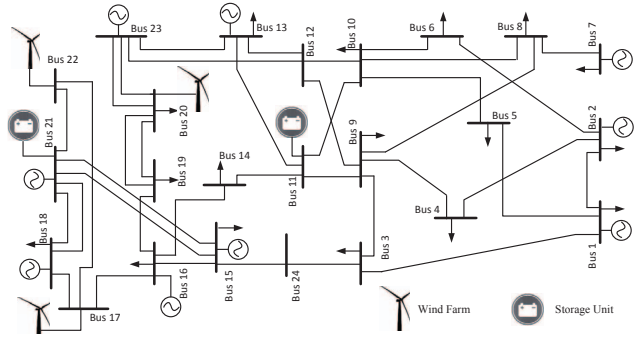 Bus 23
Bus 13
Bus 12
Bus 10
Bus 6
Bus 8
Bus 7
Bus 22
Bus 21
Bus 20
Bus 5
Bus 2
Bus 9
Bus 19
Bus 14
Bus 11
Bus 4
Bus 18
Bus 3
Bus 1
Bus 16
Bus 15
Bus 24
Bus 17
Wind Farm
Storage Unit